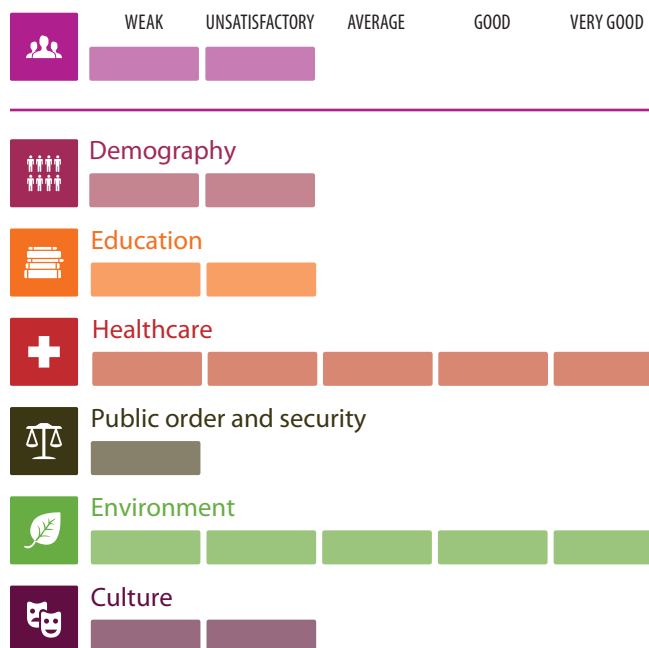 WEAK UNSATISFACTORY AVERAGE GOOD VERY GOOD
Demography
Education
Healthcare
Public order and security
Environment
Culture